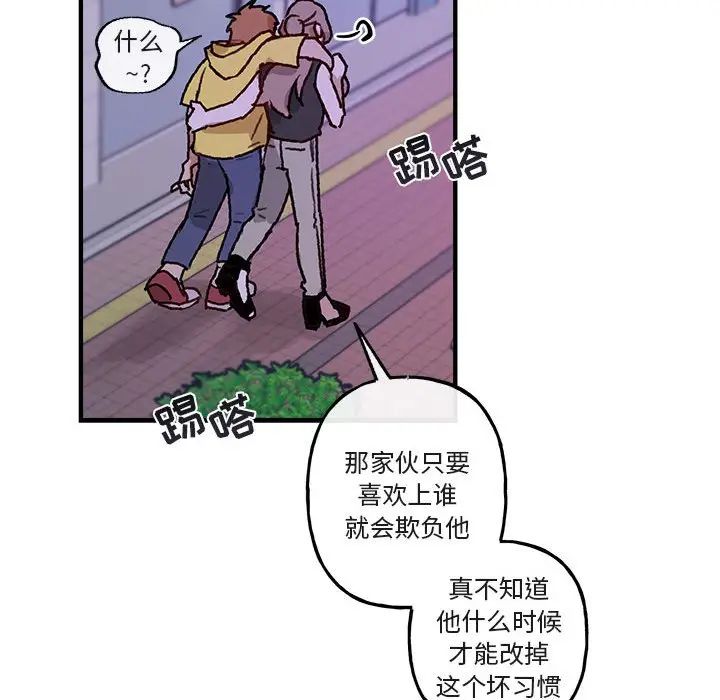 什么
~?
踢嗒
踢嗒
那家伙只要
喜欢上谁
就会欺负他
真不知道
他什么时候
才能改掉
这个坏习惯